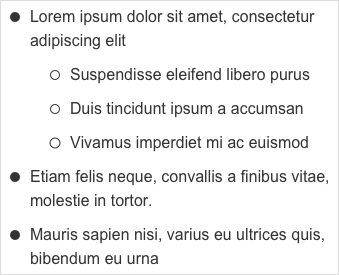 Lorem ipsum dolor sit amet, consectetur
adipiscing elit
Suspendisse eleifend libero purus
Duis tincidunt ipsum a accumsan
Vivamus imperdiet mi ac euismod
Etiam felis neque, convallis a finibus vitae,
molestie in tortor.
Mauris sapien nisi, varius eu ultrices quis,
bibendum eu urna